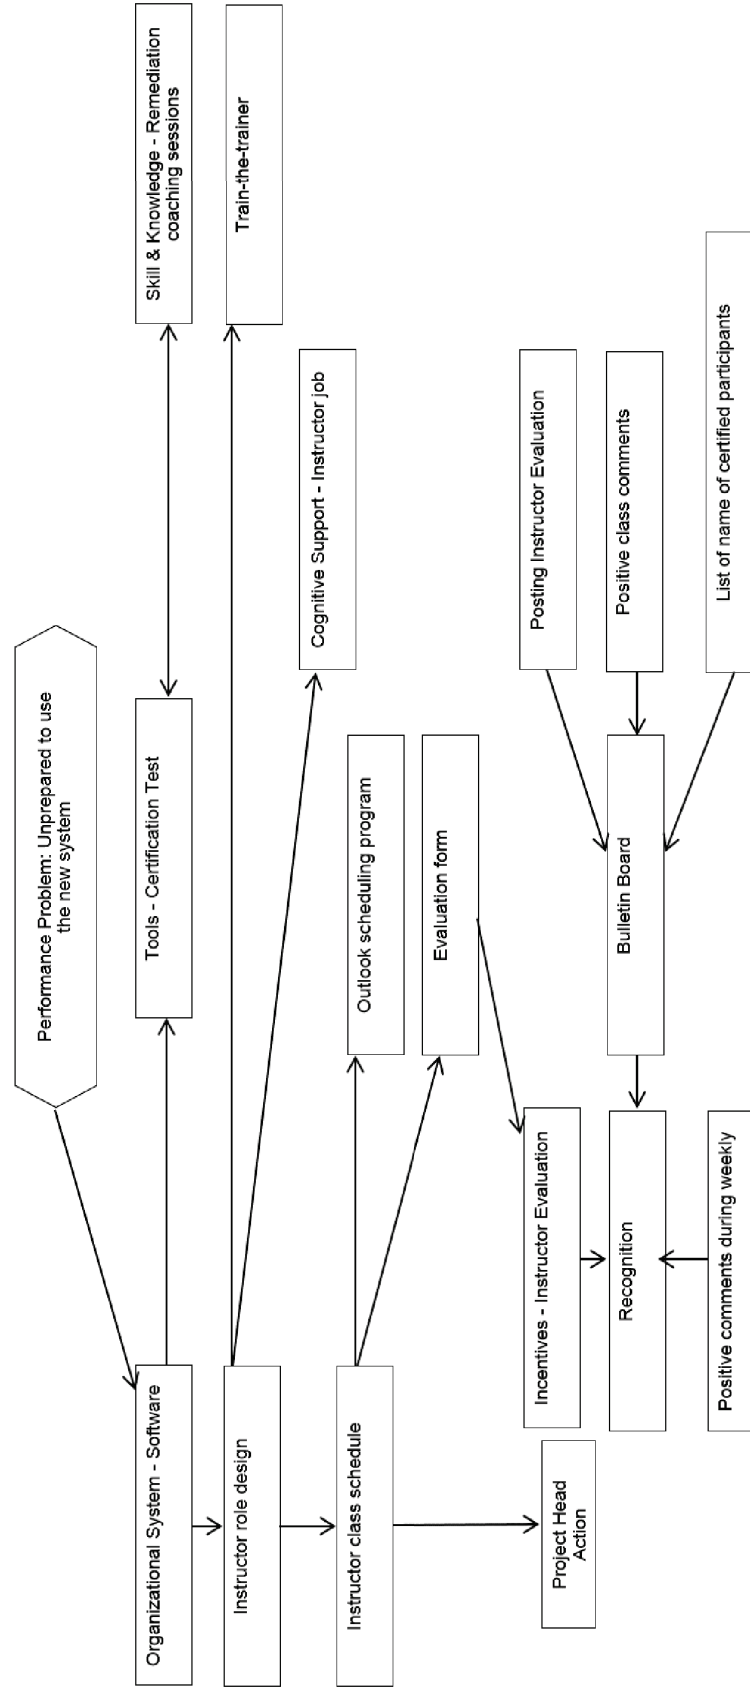 Performance Problem: Unprepared to use
the new system
Organizational System - Software
Tools - Certification Test
Skill & Knowledge - Remediation
coaching sessions
Instructor role design
Train-the-trainer
Cognitive Support - Instructor job
Instructor class schedule
Outlook scheduling program
Evaluation form
Project Head
Action
Incentives - Instructor Evaluation
Posting Instructor Evaluation
Recognition
Bulletin Board
Positive class comments
Positive comments during weekly
List of name of certified participants